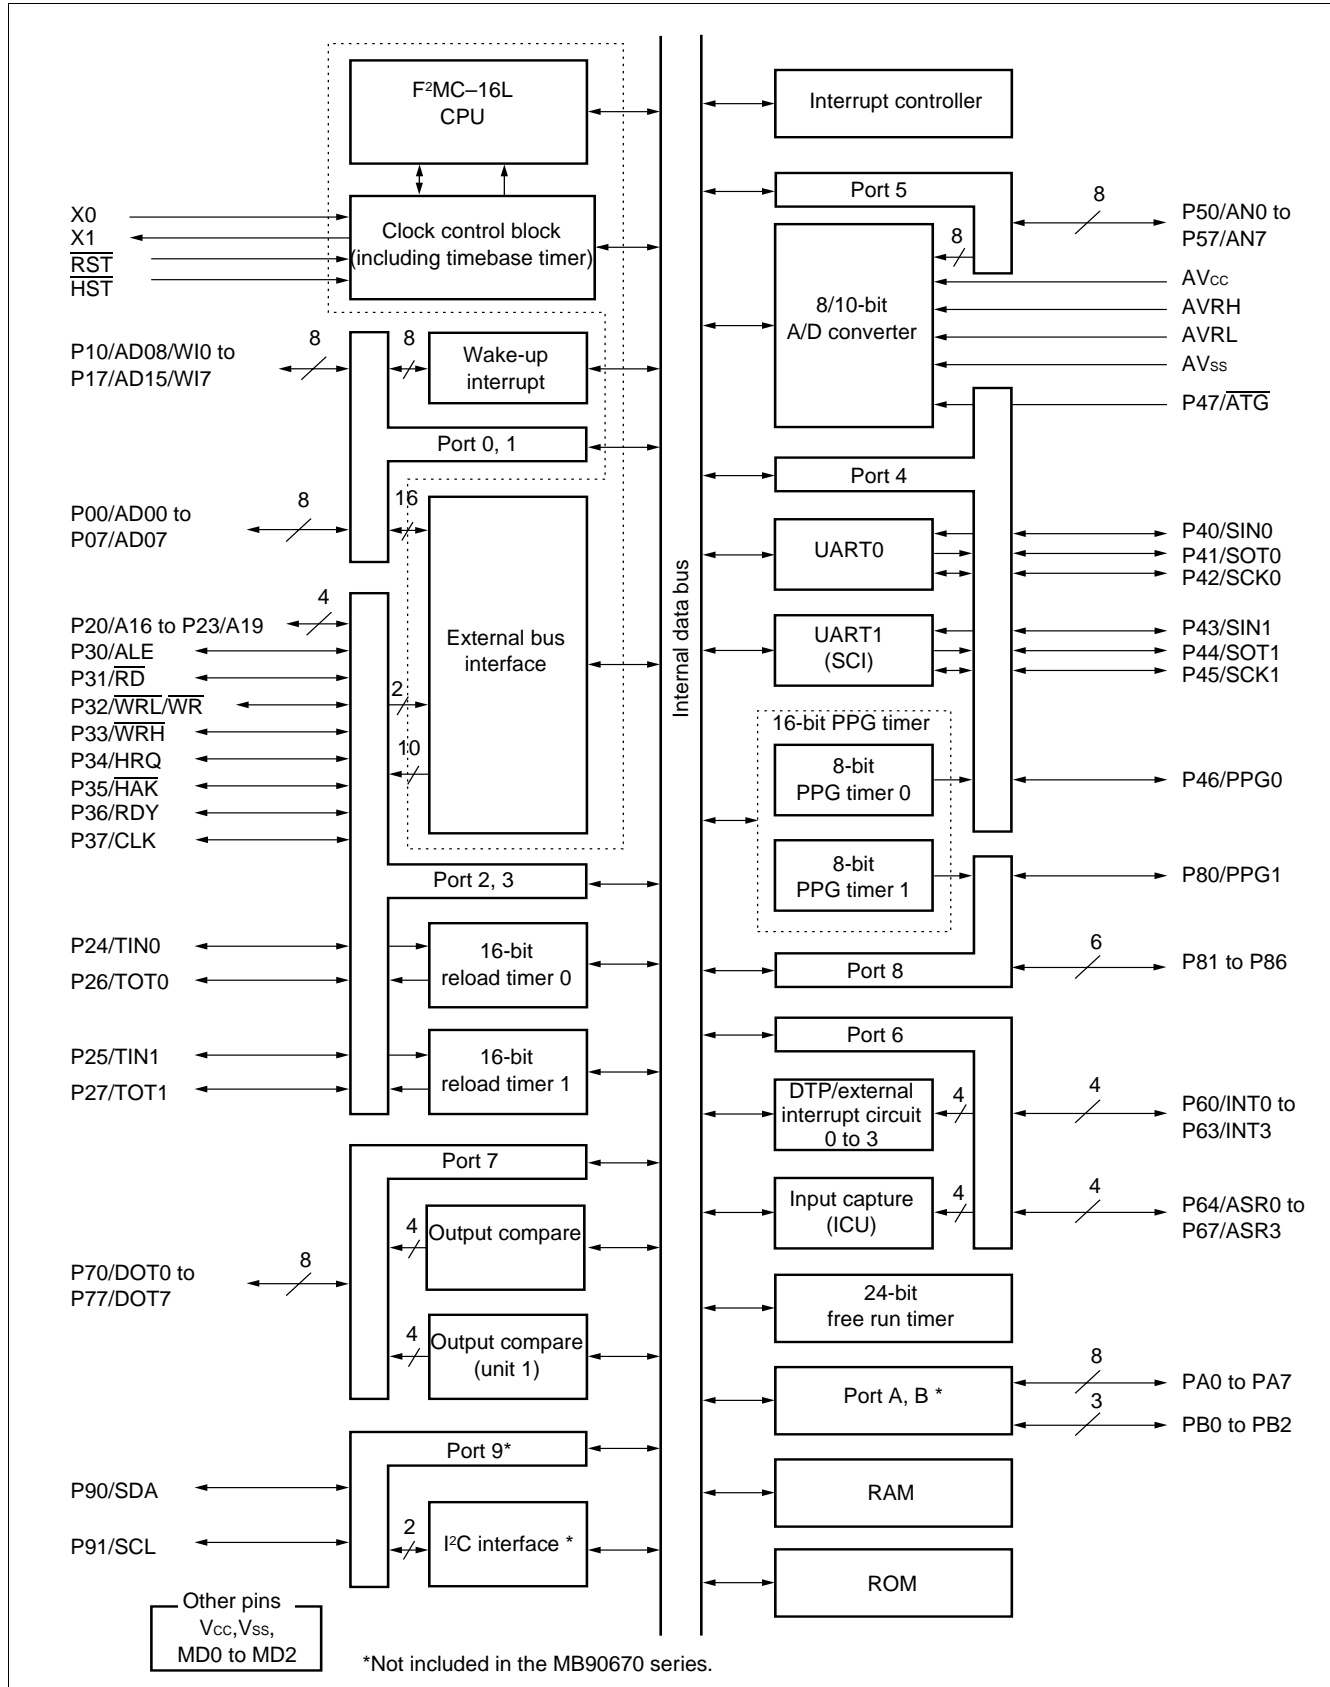 F²MC–16L
CPU
X0
X1
RST
HST
Clock control block
(including timebase timer)
P10/AD08/WI0 to
P17/AD15/WI7
8
8
Wake-up
interrupt
Port 0, 1
P00/AD00 to
P07/AD07
8
16
External bus
interface
4
P20/A16 to P23/A19
P30/ALE
P31/RD
P32/WRL/WR
P33/WRH
P34/HRQ
P35/HAK
P36/RDY
P37/CLK
2
10
Port 2, 3
P24/TIN0
P26/TOT0
16-bit
reload timer 0
P25/TIN1
P27/TOT1
16-bit
reload timer 1
Port 7
4
Output compare
P70/DOT0 to
P77/DOT7
8
4
Output compare
(unit 1)
Port 9*
P90/SDA
P91/SCL
2
I²C interface *
Other pins
Vcc,Vss,
MD0 to MD2
*Not included in the MB90670 series.
Internal data bus
Interrupt controller
Port 5
8
P50/AN0 to
P57/AN7
8
8/10-bit
A/D converter
AVcc
AVRH
AVRL
AVss
P47/ATG
Port 4
UART0
P40/SIN0
P41/SOT0
P42/SCK0
UART1
(SCI)
P43/SIN1
P44/SOT1
P45/SCK1
16-bit PPG timer
8-bit
PPG timer 0
P46/PPG0
8-bit
PPG timer 1
P80/PPG1
Port 8
6
P81 to P86
Port 6
DTP/external
interrupt circuit
0 to 3
4
4
P60/INT0 to
P63/INT3
Input capture
(ICU)
4
4
P64/ASR0 to
P67/ASR3
24-bit
free run timer
Port A, B *
8
PA0 to PA7
3
PB0 to PB2
RAM
ROM